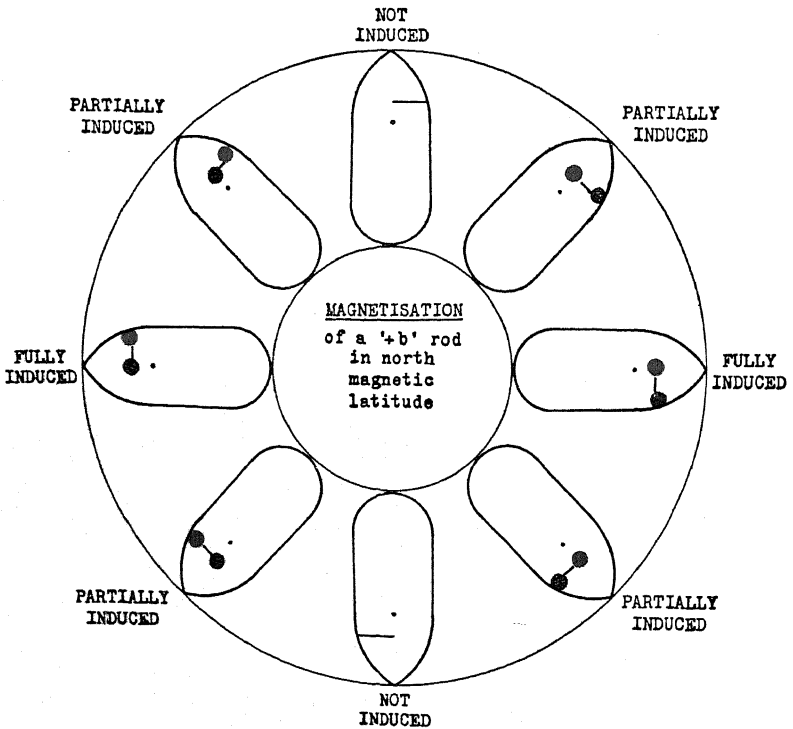 NOT
INDUCED
PARTIALLY
INDUCED
PARTIALLY
INDUCED
MAGNETISATION
of a '+b' rod
in north
magnetic
latitude
FULLY
INDUCED
FULLY
INDUCED
PARTIALLY
INDUCED
PARTIALLY
INDUCED
NOT
INDUCED